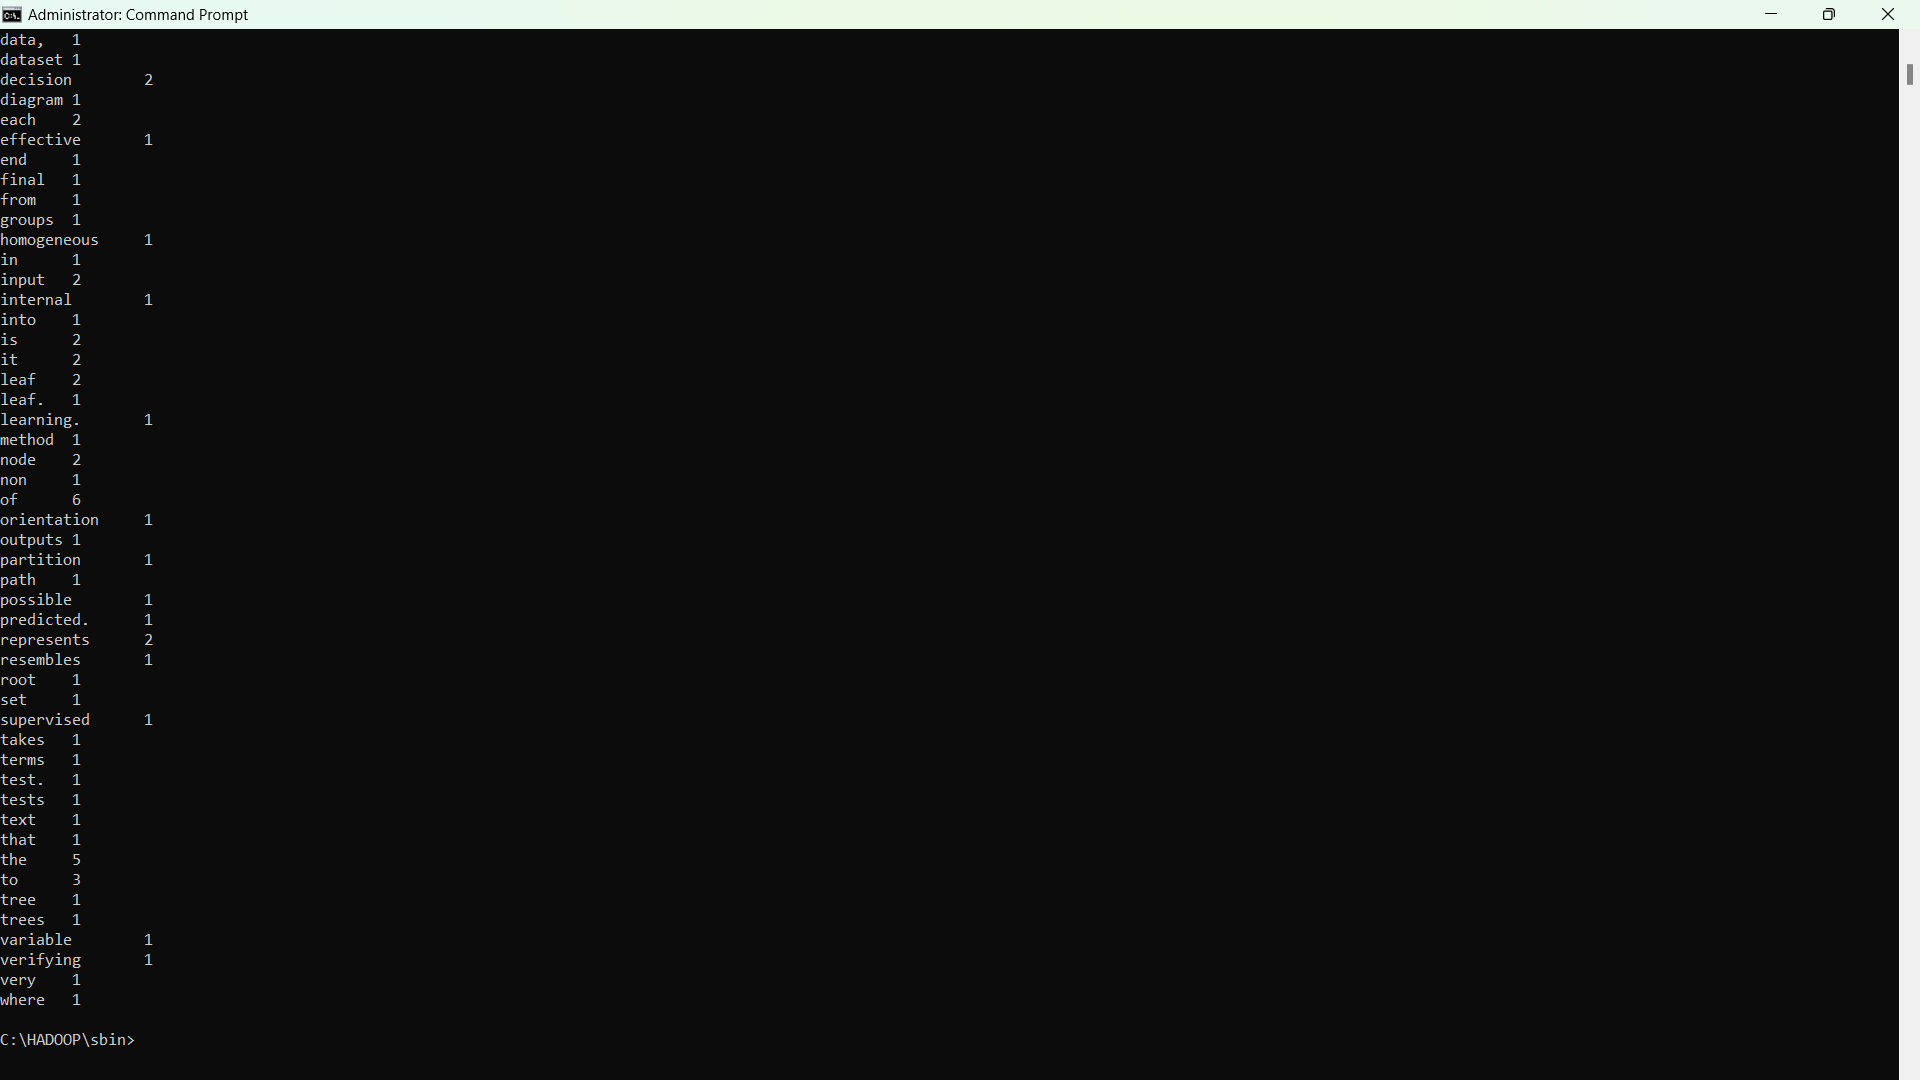 Administrator: Command Prompt
data, 1
dataset 1
decision 2
diagram 1
each 2
effective 1
end 1
final 1
from 1
groups 1
homogeneous 1
in 1
input 2
internal 1
into 1
is 2
it 2
leaf 2
leaf. 1
learning. 1
method 1
node 2
non 1
of 6
orientation 1
outputs 1
partition 1
path 1
possible 1
predicted. 1
represents 2
resembles 1
root 1
set 1
supervised 1
takes 1
terms 1
test. 1
tests 1
text 1
that 1
the 5
to 3
tree 1
trees 1
variable 1
verifying 1
very 1
where 1
C:\HADOOP\sbin>